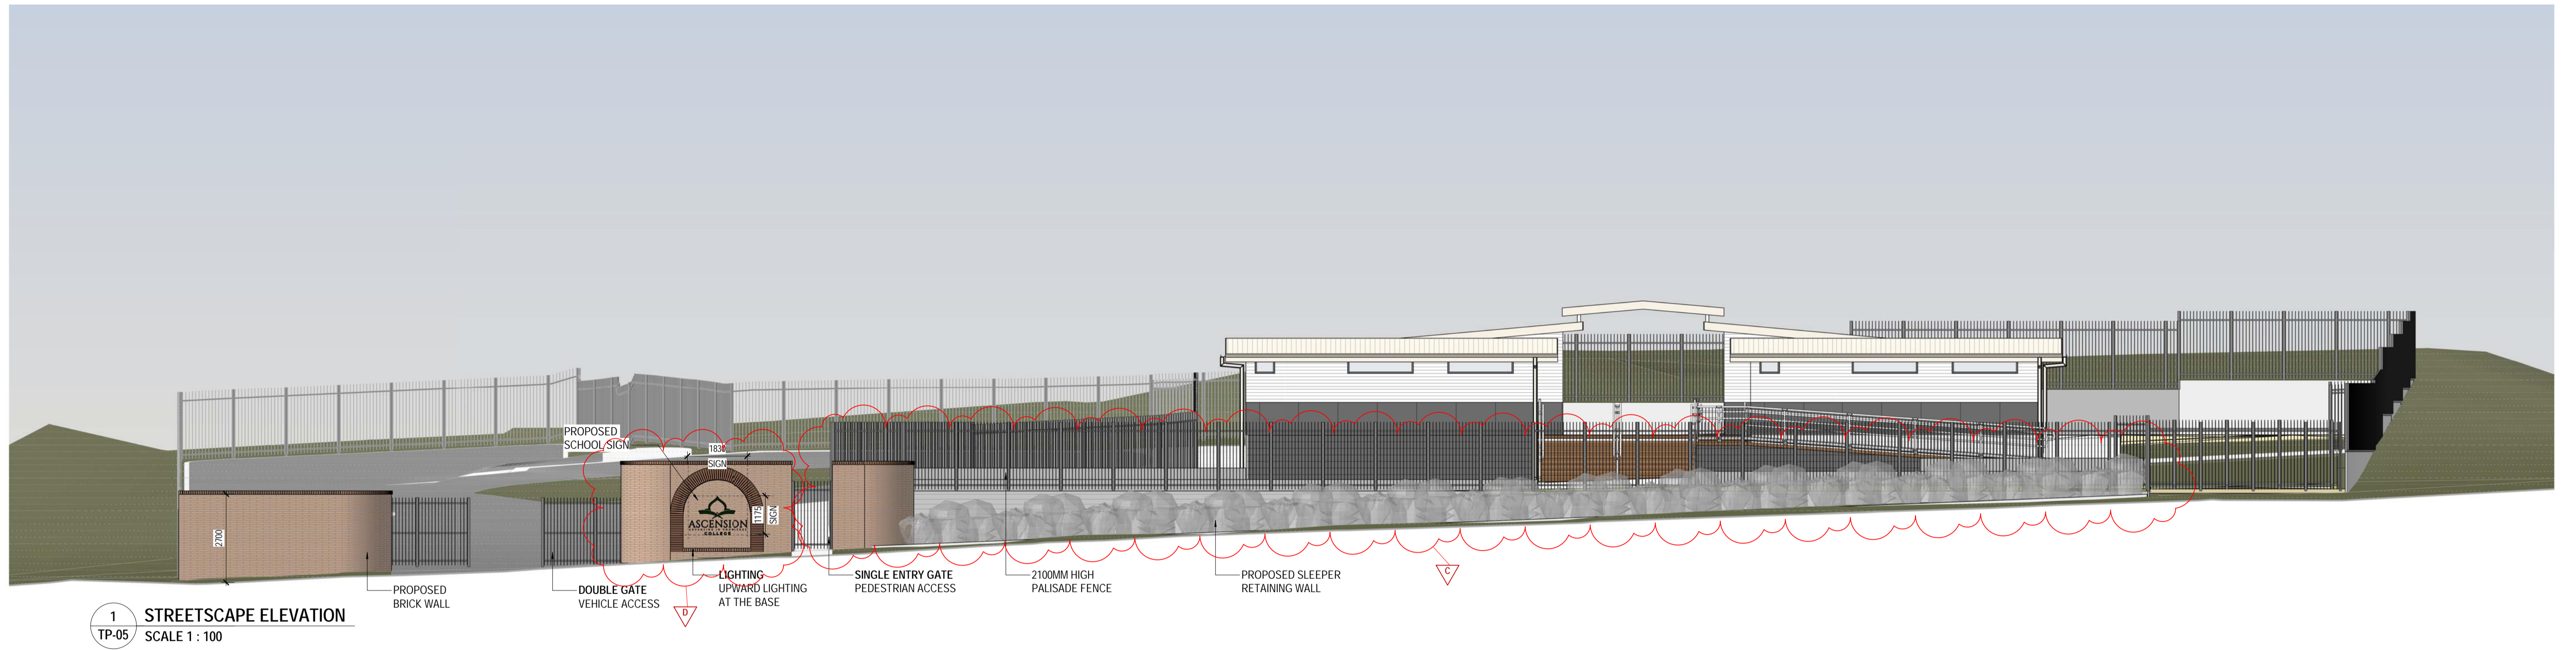 PROPOSED
SCHOOL SIGN
1830
SIGN
1175
SIGN
ASCENSION
COLLEGE
2700
PROPOSED
BRICK WALL
DOUBLE GATE
VEHICLE ACCESS
LIGHTING
UPWARD LIGHTING
AT THE BASE
SINGLE ENTRY GATE
PEDESTRIAN ACCESS
2100MM HIGH
PALISADE FENCE
PROPOSED SLEEPER
RETAINING WALL
D
C
1
TP-05
STREETSCAPE ELEVATION
SCALE 1 : 100